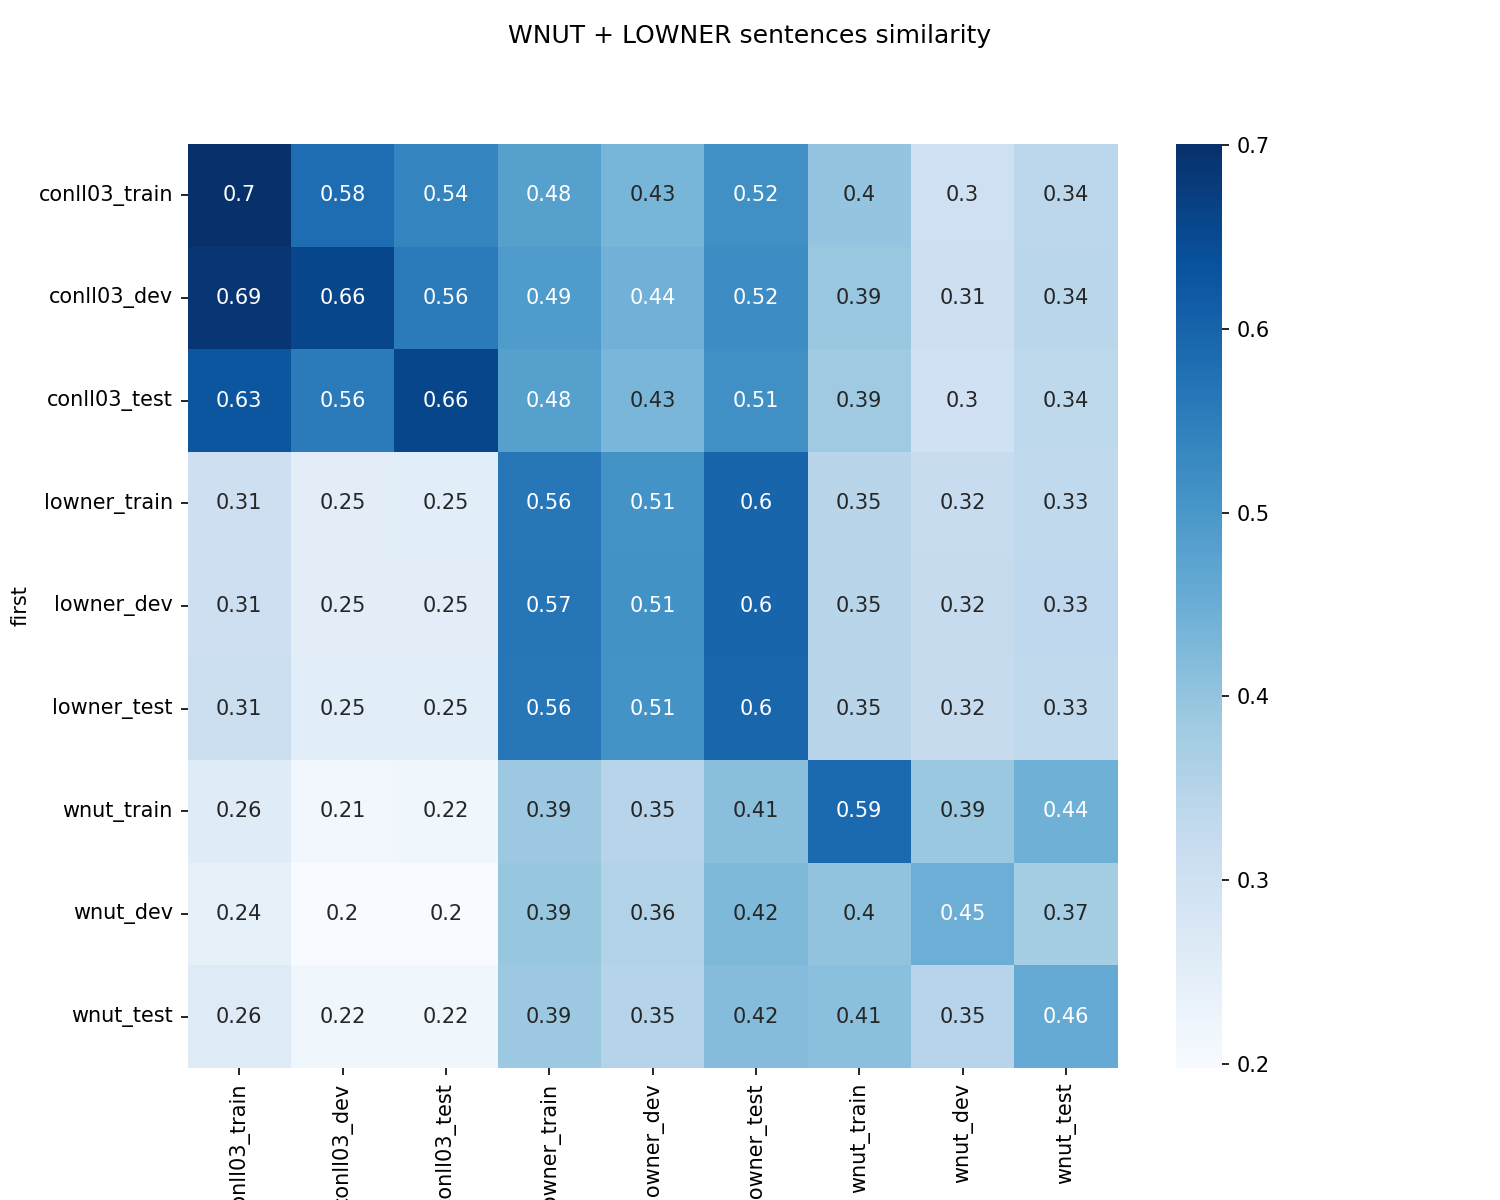 WNUT + LOWNER sentences similarity
conll03_train 0.7 0.58 0.54 0.48 0.43 0.52 0.4 0.3 0.34
conll03_dev 0.69 0.66 0.56 0.49 0.44 0.52 0.39 0.31 0.34
conll03_test 0.63 0.56 0.66 0.48 0.43 0.51 0.39 0.3 0.34
lowner_train 0.31 0.25 0.25 0.56 0.51 0.6 0.35 0.32 0.33
lowner_dev 0.31 0.25 0.25 0.57 0.51 0.6 0.35 0.32 0.33
lowner_test 0.31 0.25 0.25 0.56 0.51 0.6 0.35 0.32 0.33
wnut_train 0.26 0.21 0.22 0.39 0.35 0.41 0.59 0.39 0.44
wnut_dev 0.24 0.2 0.2 0.39 0.36 0.42 0.4 0.45 0.37
wnut_test 0.26 0.22 0.22 0.39 0.35 0.42 0.41 0.35 0.46
first
onll03_train
onll03_dev
onll03_test
owner_train
owner_dev
owner_test
wnut_train
wnut_dev
wnut_test
0.7
0.6
0.5
0.4
0.3
0.2